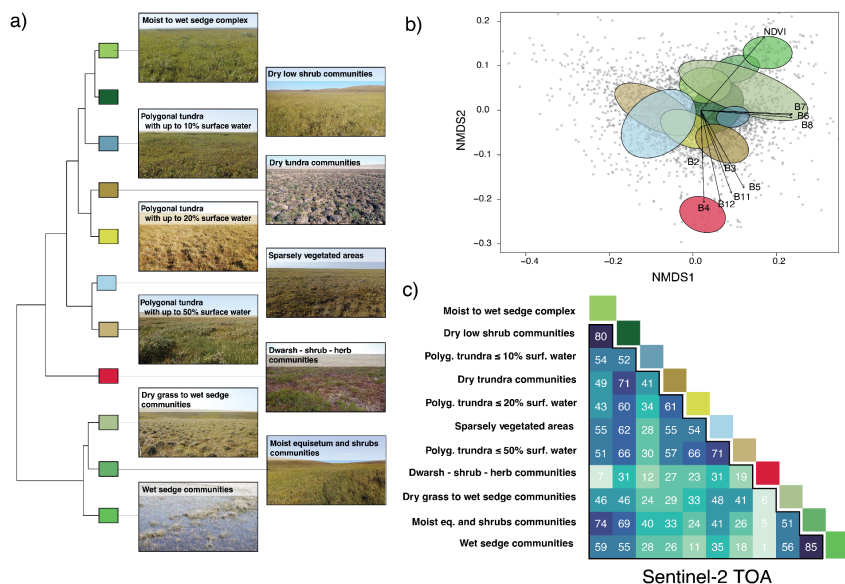 a)
Moist to wet sedge complex
Dry low shrub communities
Polygonal tundra
with up to 10% surface water
Dry tundra communities
Polygonal tundra
with up to 20% surface water
Sparsely vegetated areas
Polygonal tundra
with up to 50% surface water
Dwarsh - shrub - herb
communities
Dry grass to wet sedge
communities
Moist equisetum and shrubs
communities
Wet sedge communities
b)
NMDS2
0.2
0.1
0.0
−0.1
−0.2
−0.3
NDVI
B7
B6
B8
B2
B3
B5
B11
B4
B12
−0.4
−0.2
0.0
0.2
NMDS1
c)
Moist to wet sedge complex
Dry low shrub communities 80
Polyg. trundra ≤ 10% surf. water 54 52
Dry trundra communities 49 71 41
Polyg. trundra ≤ 20% surf. water 43 60 34 61
Sparsely vegetated areas 55 62 28 55 54
Polyg. trundra ≤ 50% surf. water 51 66 30 57 66 71
Dwarsh - shrub - herb communities 7 31 12 27 23 31 19
Dry grass to wet sedge communities 46 46 24 29 33 48 41 6
Moist eq. and shrubs communities 74 69 40 33 24 41 26 5 51
Wet sedge communities 59 55 28 26 11 35 18 1 56 85
Sentinel-2 TOA